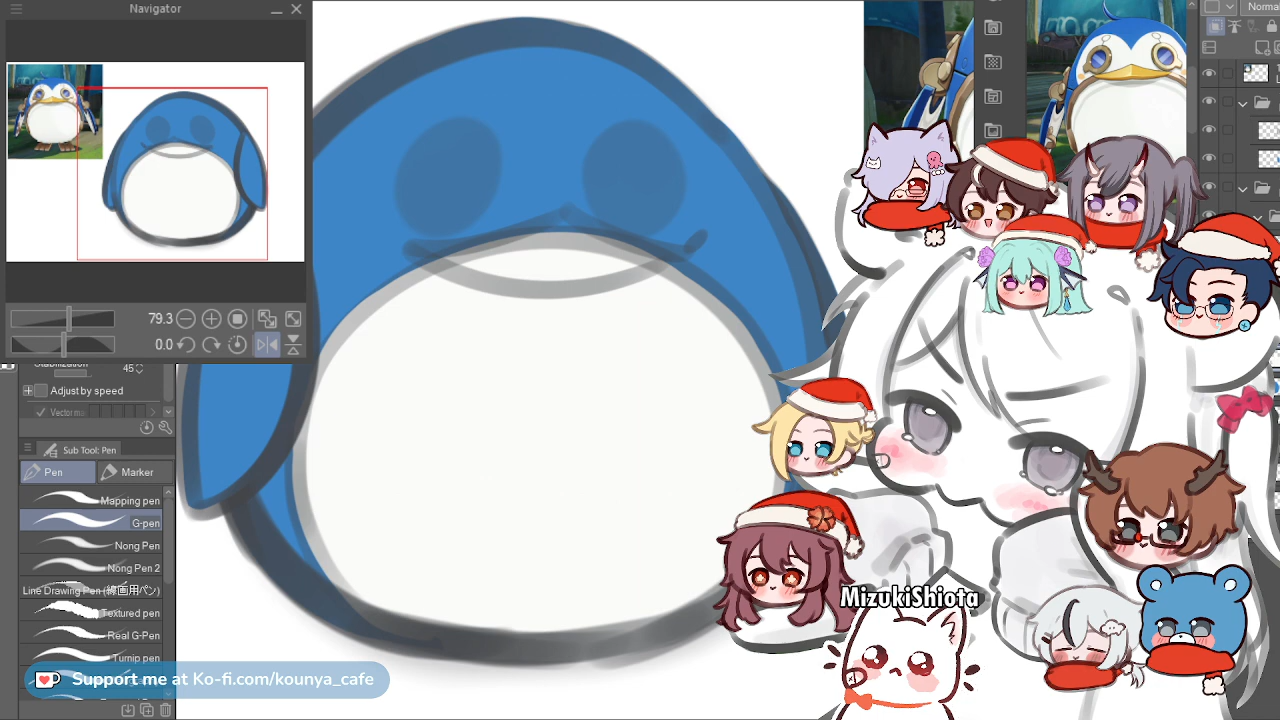 Navigator
Norma
79.3
0.0
45
Adjust by speed
Sub Tool: Pen
Pen
Marker
Mapping pen
G-pen
Nong Pen
Nong Pen 2
Line Drawing Pen (線画用ペン)
Textured pen
Real G-Pen
Turnip pen
Support me at Ko-fi.com/kounya_cafe
MizukiShiota